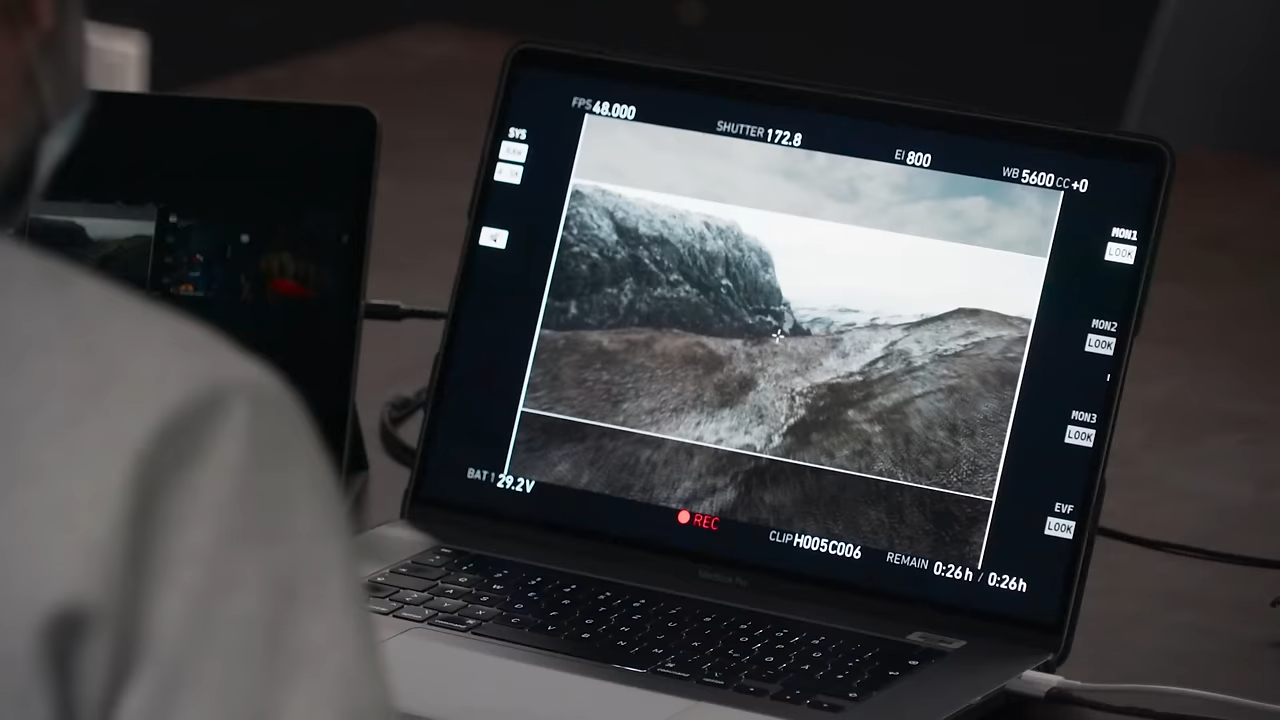 FPS 48.000
SHUTTER 172.8
EI 800
WB 5600 CC +0
SYS
MON1
LOOK
MON2
LOOK
MON3
LOOK
EVF
LOOK
BAT 1 29.2V
REC
CLIP H005C006
REMAIN 0:26h / 0:26h